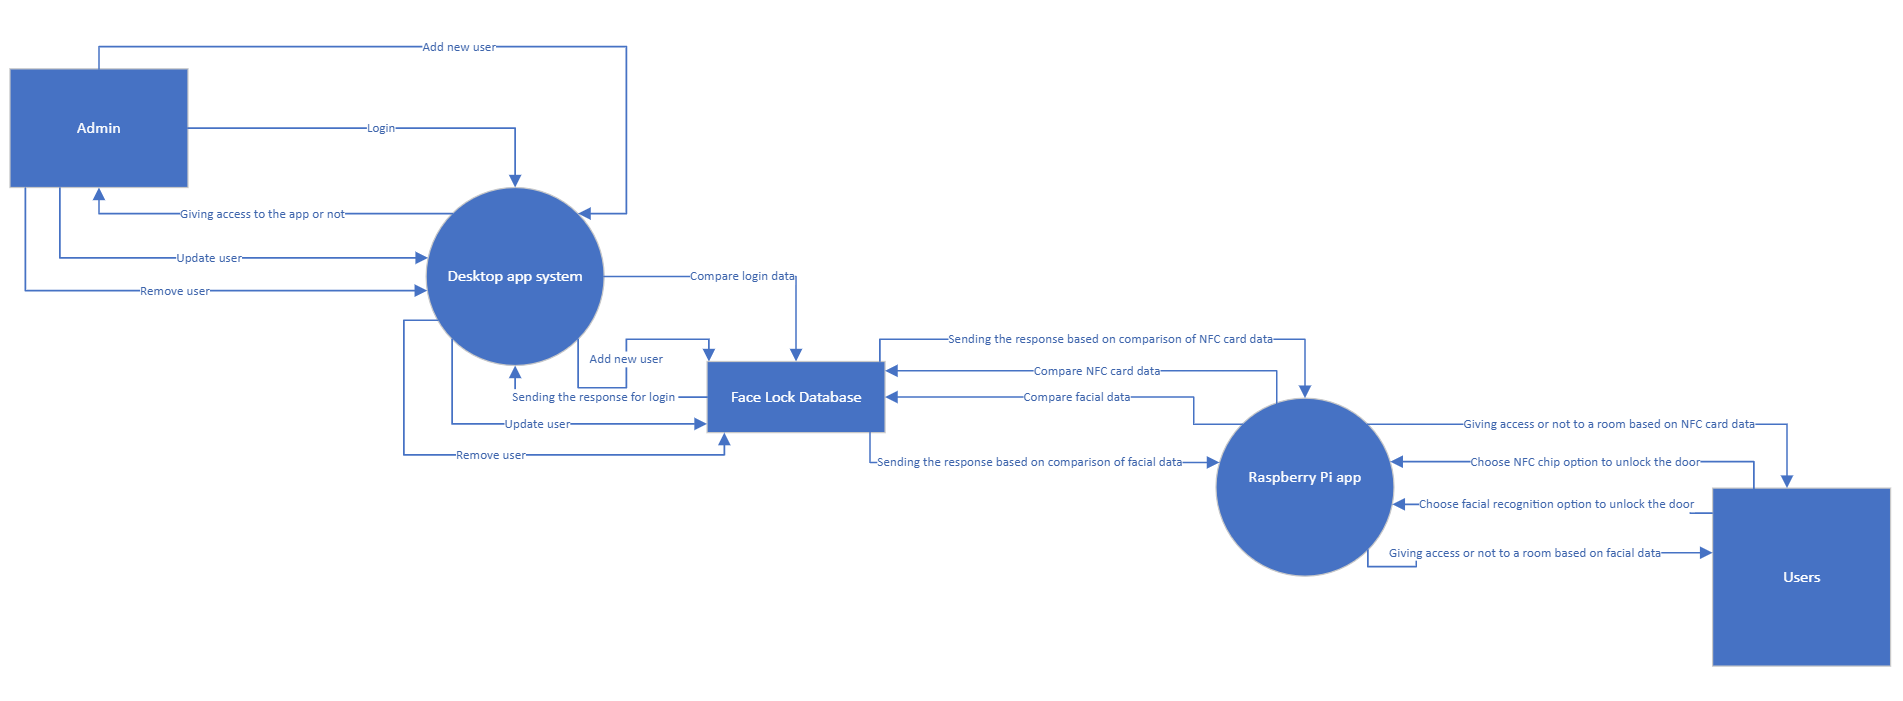 Add new user
Admin
Login
Giving access to the app or not
Update user
Remove user
Desktop app system
Compare login data
Add new user
Sending the response for login
Update user
Remove user
Face Lock Database
Sending the response based on comparison of NFC card data
Compare NFC card data
Compare facial data
Sending the response based on comparison of facial data
Raspberry Pi app
Giving access or not to a room based on NFC card data
Choose NFC chip option to unlock the door
Choose facial recognition option to unlock the door
Giving access or not to a room based on facial data
Users